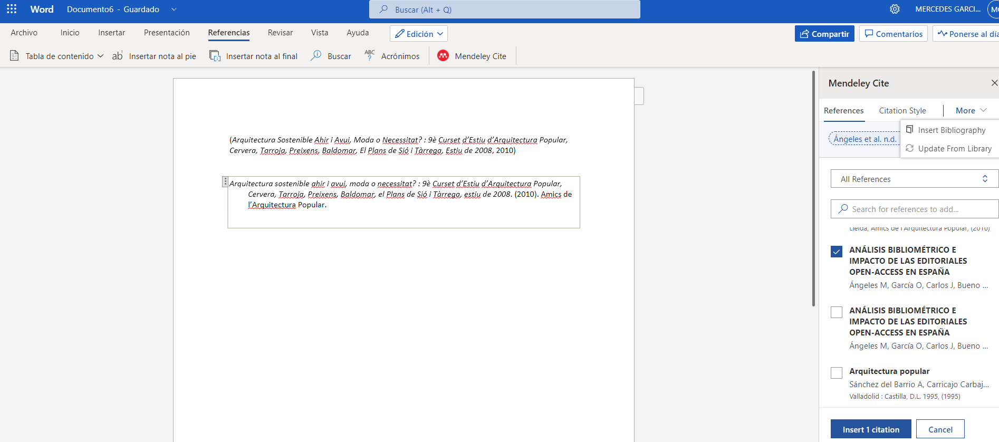 Word Documento6 - Guardado
Buscar (Alt + Q)
MERCEDES GARCI...
Archivo Inicio Insertar Presentación Referencias Revisar Vista Ayuda Edición
Compartir Comentarios Ponerse al día
Tabla de contenido ab¹ Insertar nota al pie Insertar nota al final Buscar ABC ? Acrónimos Mendeley Cite
(Arquitectura Sostenible Ahir i Avui, Moda o Necessitat? : 9è Curset d’Estiu d’Arquitectura Popular,
Cervera, Tarroja, Preixens, Baldomar, El Plans de Sió i Tàrrega, Estiu de 2008, 2010)
Arquitectura sostenible ahir i avui, moda o necessitat? : 9è Curset d’Estiu d’Arquitectura Popular,
Cervera, Tarroja, Preixens, Baldomar, el Plans de Sió i Tàrrega, estiu de 2008. (2010). Amics de
l’Arquitectura Popular.
Mendeley Cite
References Citation Style More
Insert Bibliography
Ángeles et al. n.d.
Update From Library
All References
Search for references to add...
Lleida, Amics de l'Arquitectura Popular, (2010)
ANÁLISIS BIBLIOMÉTRICO E
IMPACTO DE LAS EDITORIALES
OPEN-ACCESS EN ESPAÑA
Ángeles M, García O, Carlos J, Bueno ...
ANÁLISIS BIBLIOMÉTRICO E
IMPACTO DE LAS EDITORIALES
OPEN-ACCESS EN ESPAÑA
Ángeles M, García O, Carlos J, Bueno ...
Arquitectura popular
Sánchez del Barrio A, Carricajo Carbaj...
Valladolid : Castilla, D.L. 1995, (1995)
Insert 1 citation Cancel